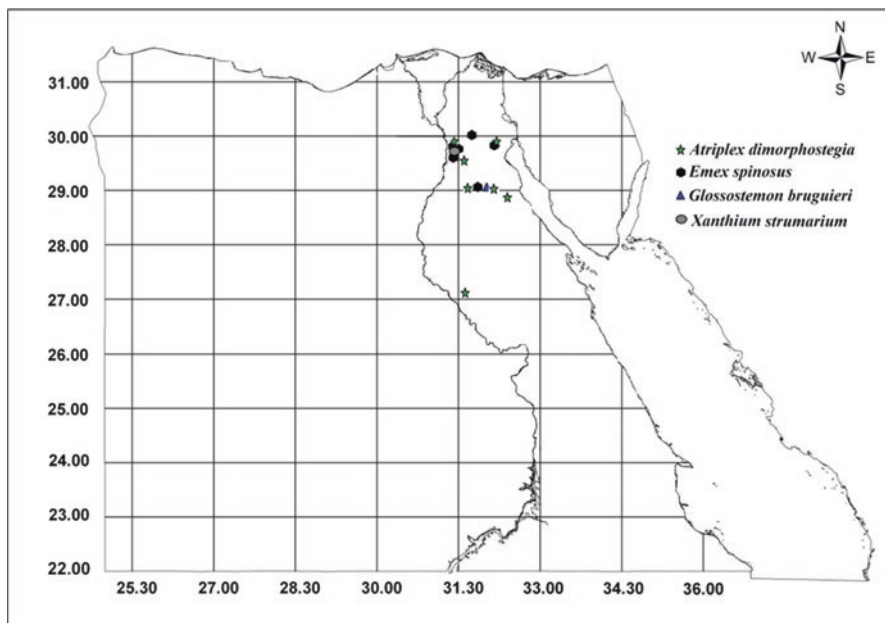 N
W E
S
31.00
30.00
29.00
28.00
27.00
26.00
25.00
24.00
23.00
22.00
25.30 27.00 28.30 30.00 31.30 33.00 34.30 36.00
Atriplex dimorphostegia
Emex spinosus
Glossostemon bruguieri
Xanthium strumarium